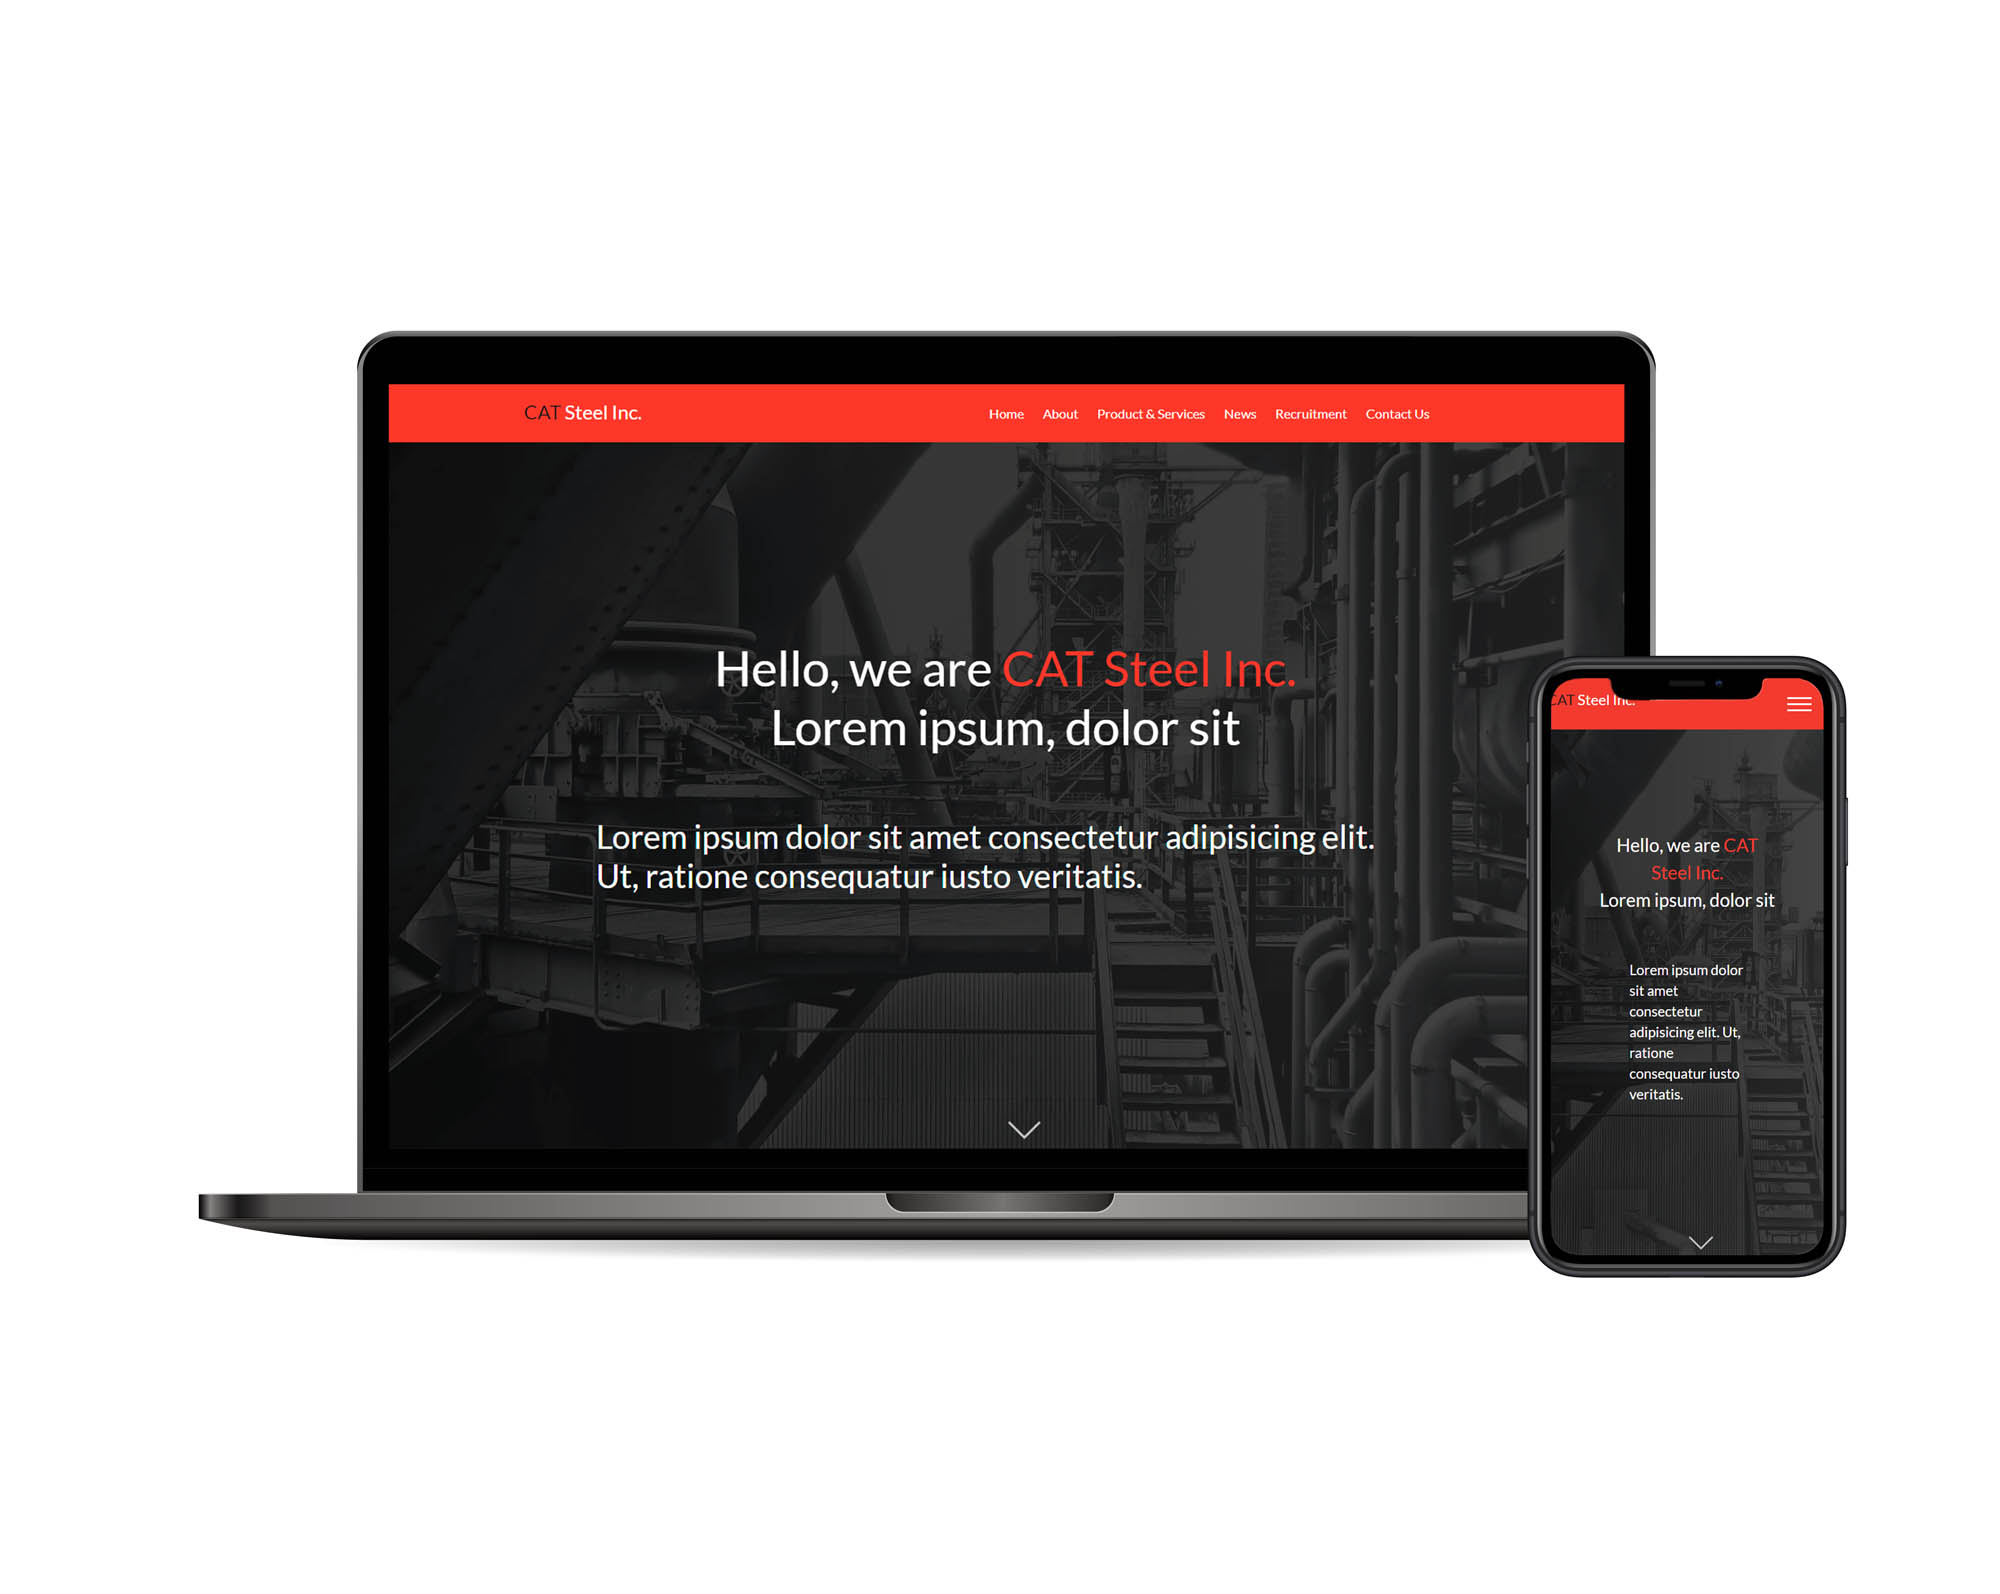 CAT Steel Inc.
Home About Product & Services News Recruitment Contact Us
Hello, we are CAT Steel Inc.
Lorem ipsum, dolor sit
Lorem ipsum dolor sit amet consectetur adipisicing elit.
Ut, ratione consequatur iusto veritatis.
CAT Steel Inc.
Hello, we are CAT
Steel Inc.
Lorem ipsum, dolor sit
Lorem ipsum dolor
sit amet
consectetur
adipisicing elit. Ut,
ratione
consequatur iusto
veritatis.